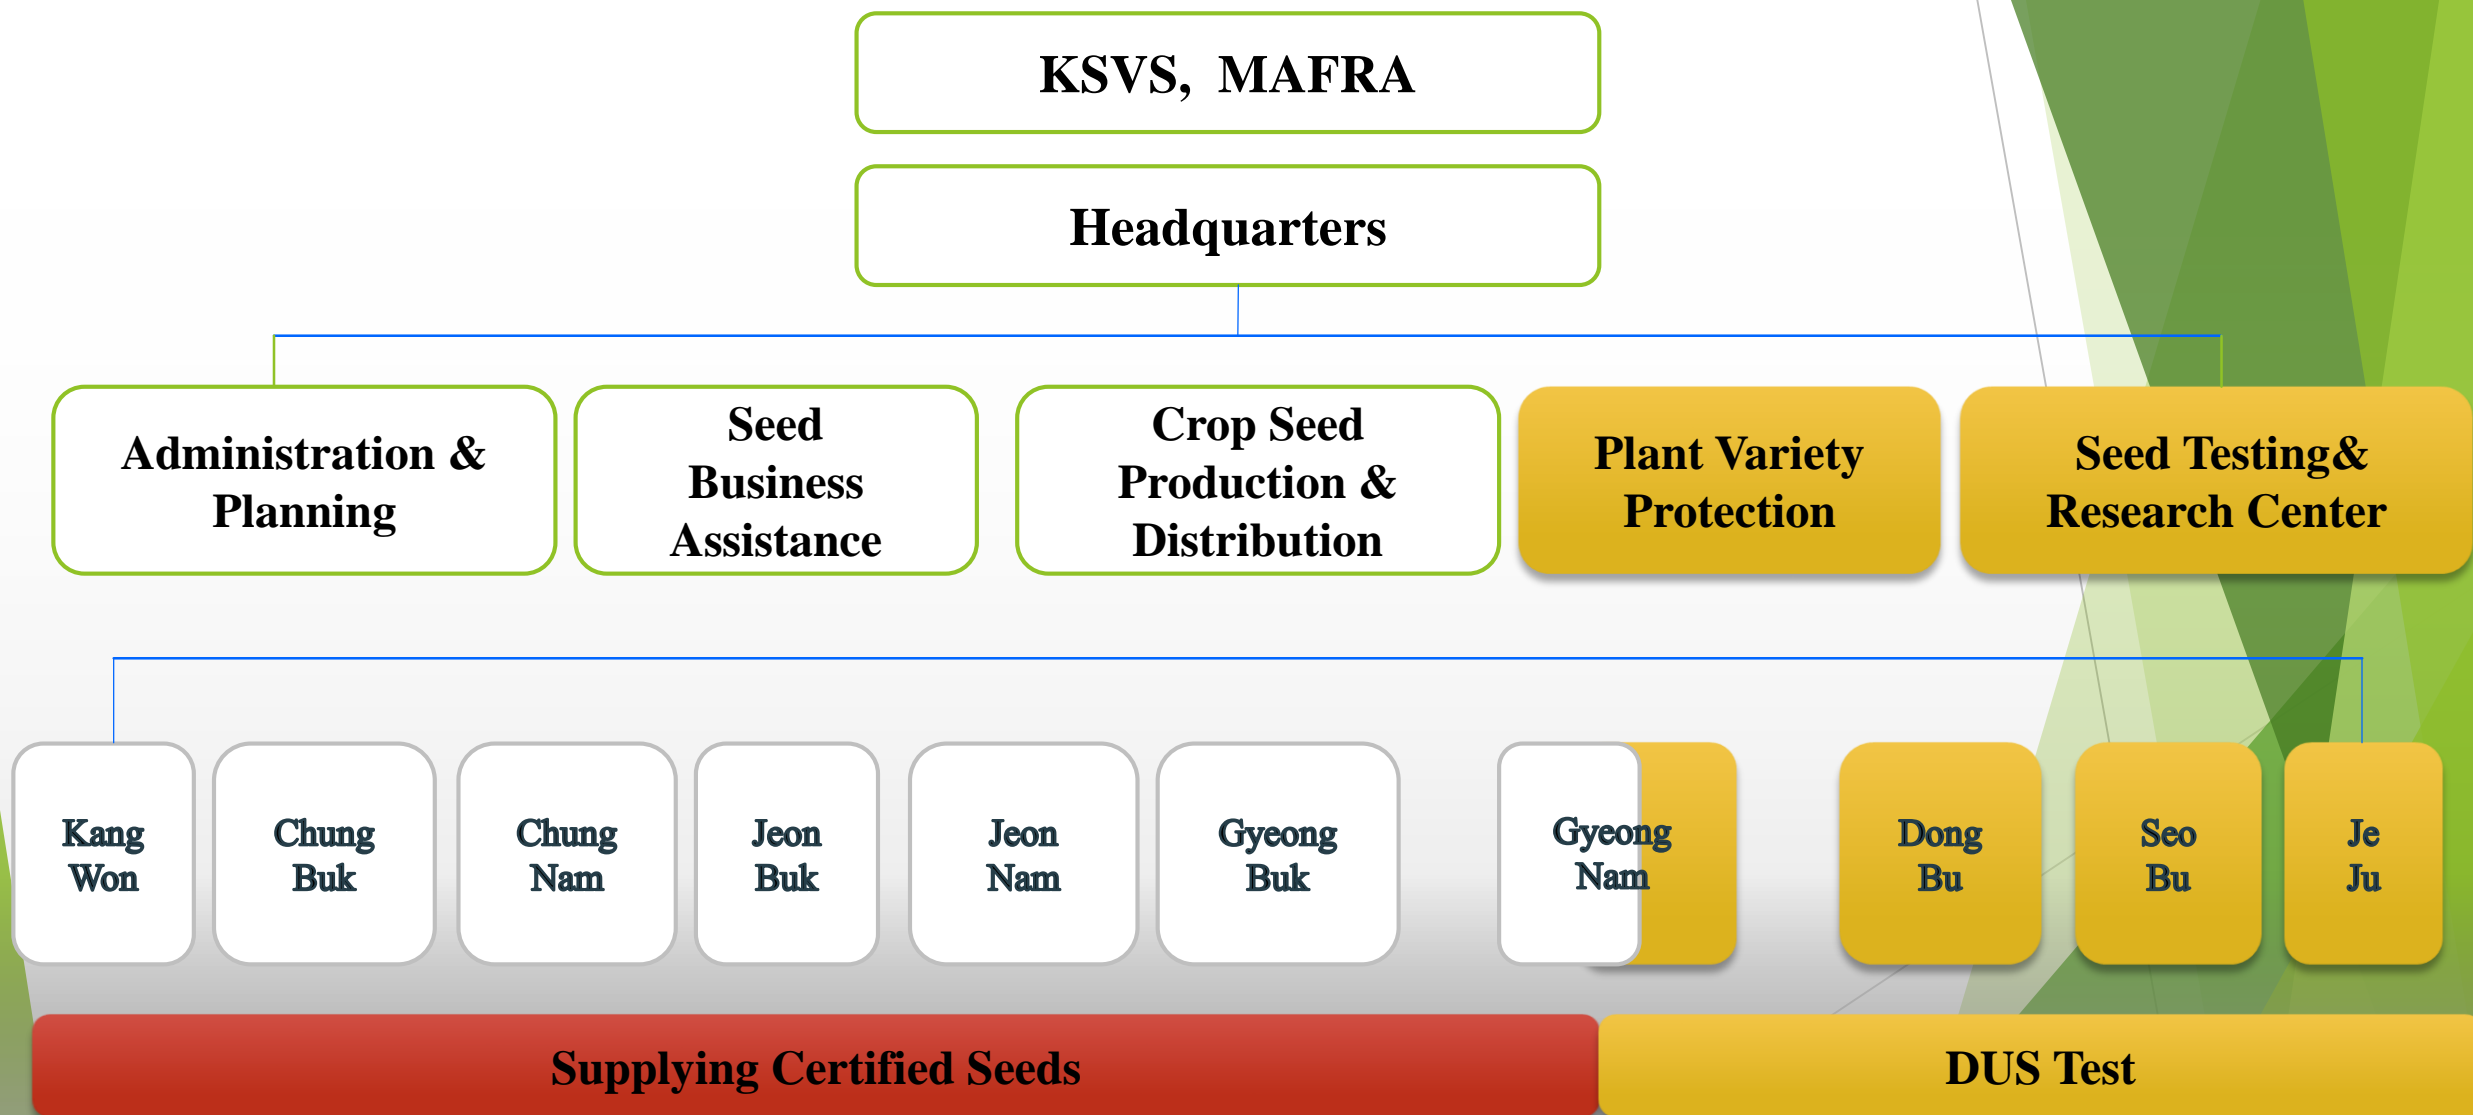 KSVS, MAFRA
Headquarters
Administration &
Planning
Seed
Business
Assistance
Crop Seed
Production &
Distribution
Plant Variety
Protection
Seed Testing&
Research Center
Kang
Won
Chung
Buk
Chung
Nam
Jeon
Buk
Jeon
Nam
Gyeong
Buk
Gyeong
Nam
Dong
Bu
Seo
Bu
Je
Ju
Supplying Certified Seeds
DUS Test